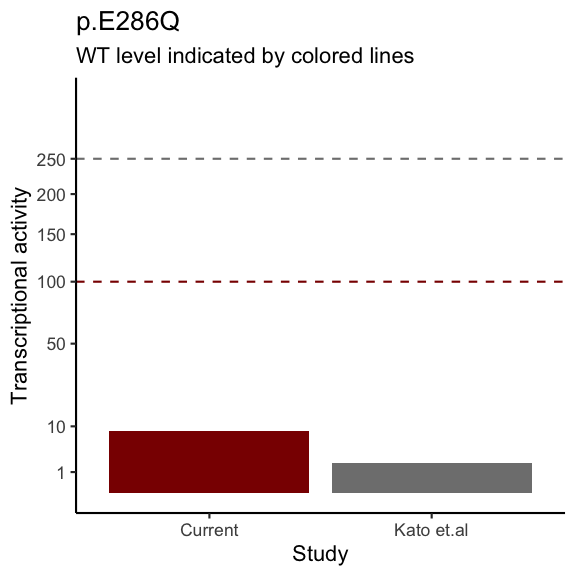 p.E286Q
WT level indicated by colored lines
250
200
150
100
50
10
1
Transcriptional activity
Current
Kato et.al
Study